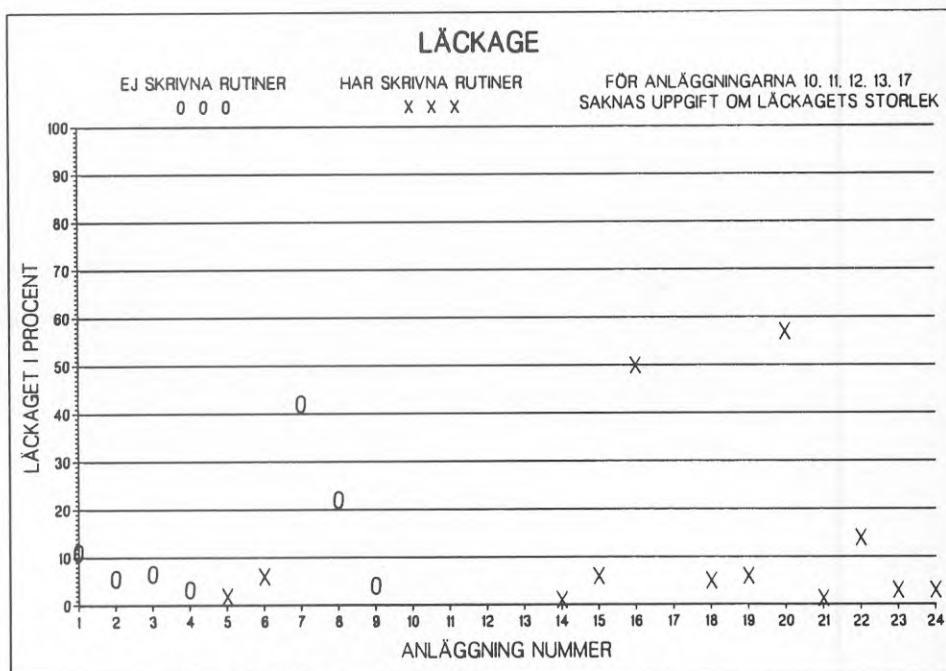 LÄCKAGE
EJ SKRIVNA RUTINER
0 0 0
HAR SKRIVNA RUTINER
X X X
FÖR ANLÄGGNINGARNA 10. 11. 12. 13. 17
SAKNAS UPPGIFT OM LÄCKAGETS STORLEK
LÄCKAGET I PROCENT
100
90
80
70
60
50
40
30
20
10
0
1 2 3 4 5 6 7 8 9 10 11 12 13 14 15 16 17 18 19 20 21 22 23 24
ANLÄGGNING NUMMER